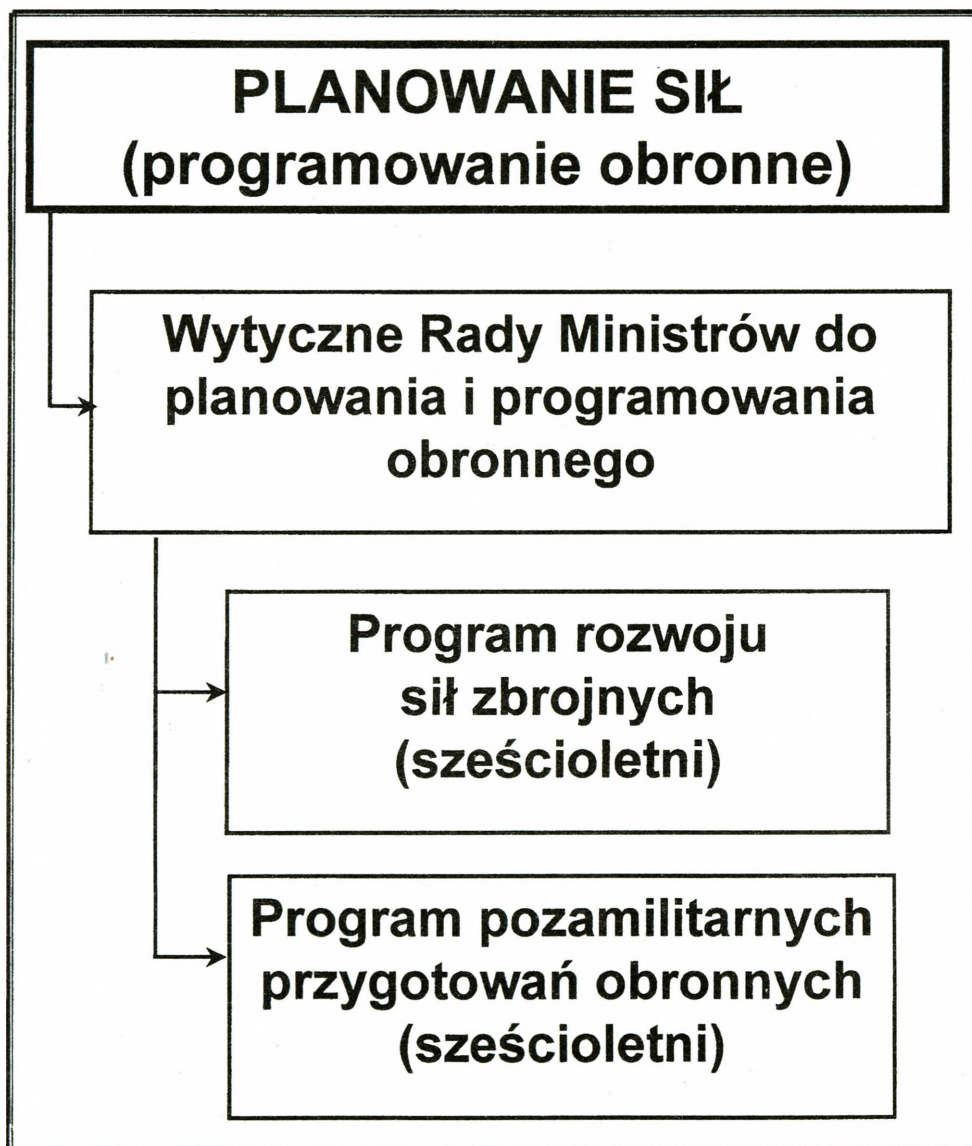 PLANOWANIE SIŁ
(programowanie obronne)
Wytyczne Rady Ministrów do
planowania i programowania
obronnego
Program rozwoju
sił zbrojnych
(sześcioletni)
Program pozamilitarnych
przygotowań obronnych
(sześcioletni)